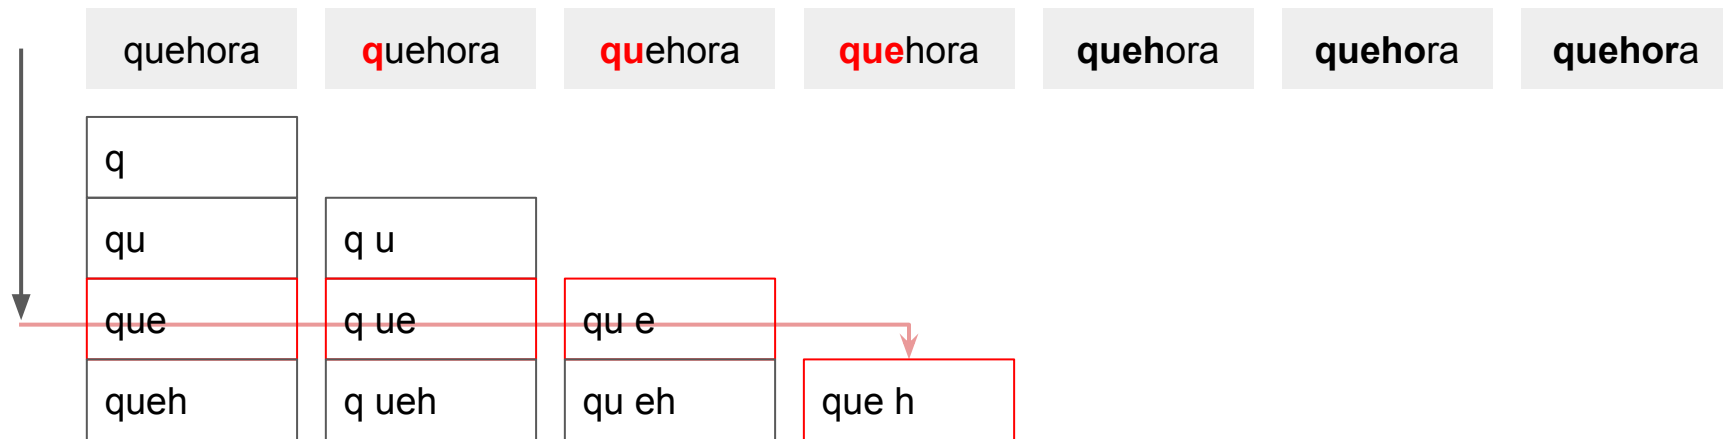 quehora quehora quehora quehora quehora quehora quehora
q
qu q u
que q ue qu e
queh q ueh qu eh que h